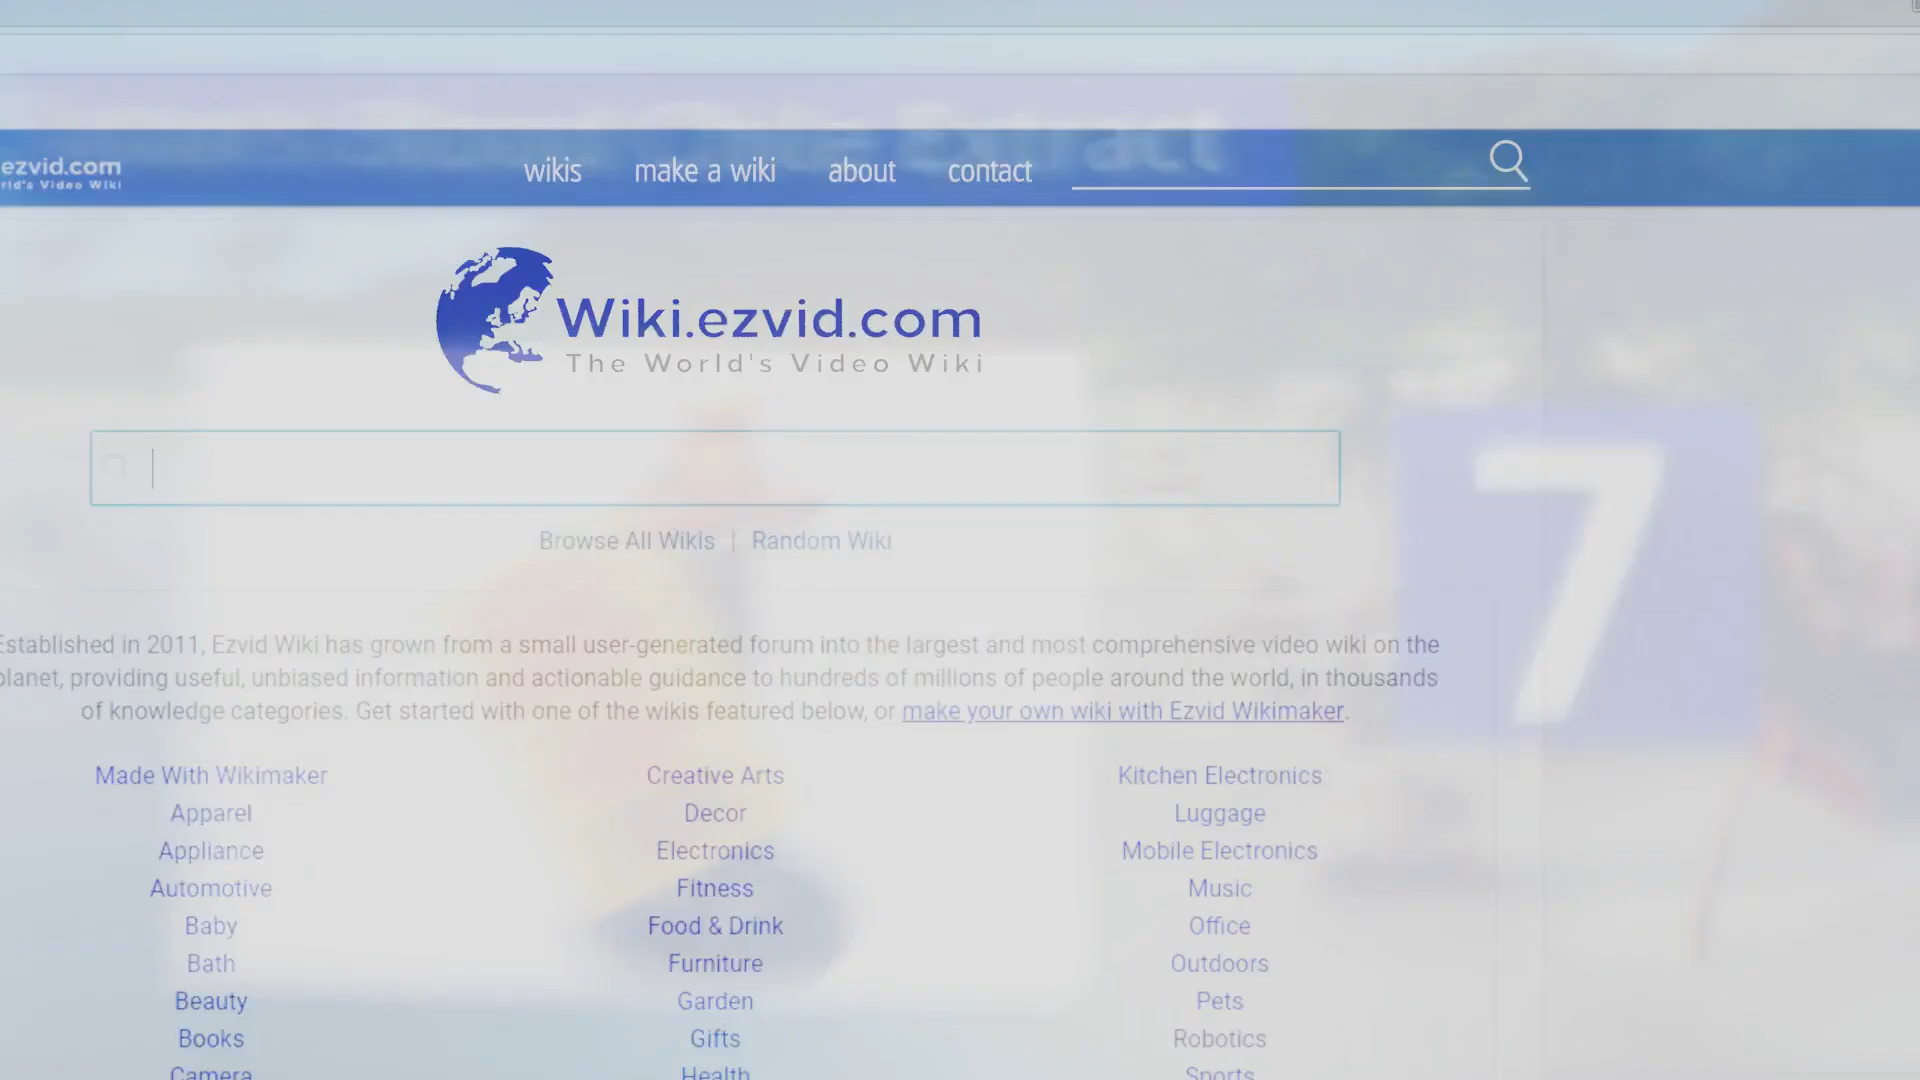 Extract
ezvid.com
wikis make a wiki about contact
rld's Video Wiki
Wiki.ezvid.com
The World's Video Wiki
Browse All Wikis | Random Wiki
7
Established in 2011, Ezvid Wiki has grown from a small user-generated forum into the largest and most comprehensive video wiki on the
planet, providing useful, unbiased information and actionable guidance to hundreds of millions of people around the world, in thousands
of knowledge categories. Get started with one of the wikis featured below, or make your own wiki with Ezvid Wikimaker.
Made With Wikimaker Creative Arts Kitchen Electronics
Apparel Decor Luggage
Appliance Electronics Mobile Electronics
Automotive Fitness Music
Baby Food & Drink Office
Bath Furniture Outdoors
Beauty Garden Pets
Books Gifts Robotics
Camera Health Sports